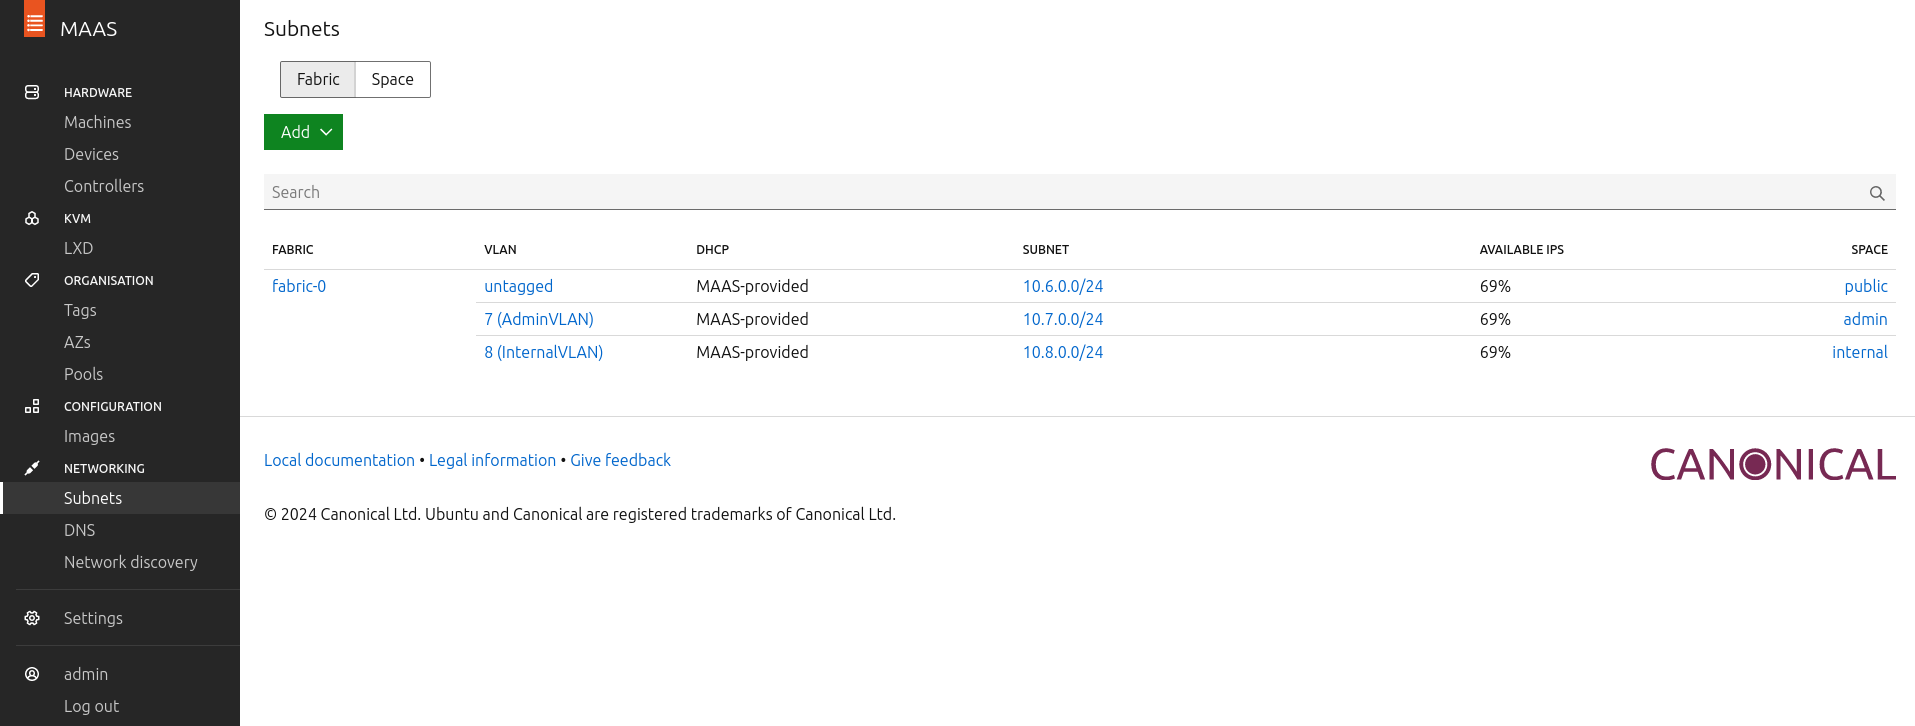 MAAS
HARDWARE
Machines
Devices
Controllers
KVM
LXD
ORGANISATION
Tags
AZs
Pools
CONFIGURATION
Images
NETWORKING
Subnets
DNS
Network discovery
Settings
admin
Log out
Subnets
Fabric Space
Add
Search
FABRIC VLAN DHCP SUBNET AVAILABLE IPS SPACE
fabric-0 untagged MAAS-provided 10.6.0.0/24 69% public
7 (AdminVLAN) MAAS-provided 10.7.0.0/24 69% admin
8 (InternalVLAN) MAAS-provided 10.8.0.0/24 69% internal
Local documentation • Legal information • Give feedback
CANONICAL
© 2024 Canonical Ltd. Ubuntu and Canonical are registered trademarks of Canonical Ltd.